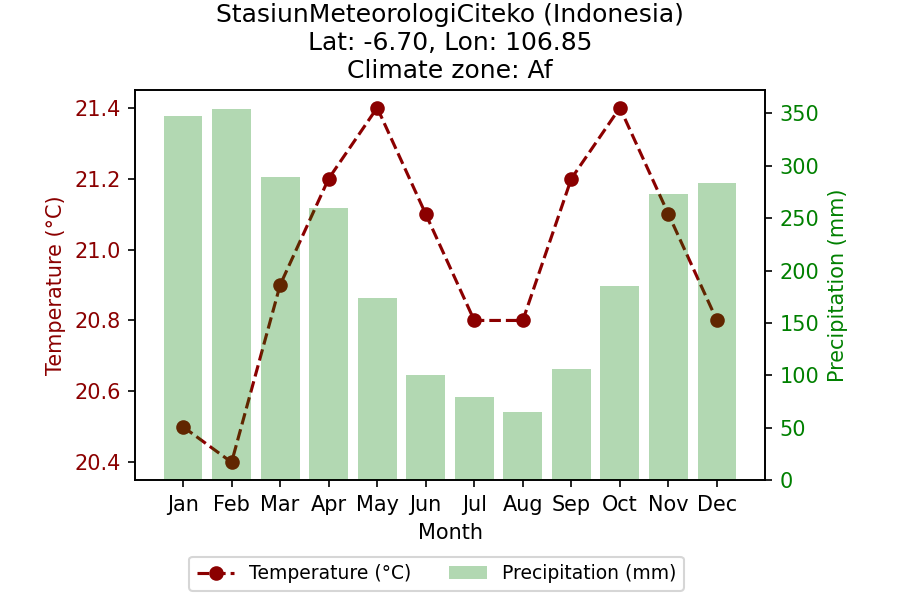 StasiunMeteorologiCiteko (Indonesia)
Lat: -6.70, Lon: 106.85
Climate zone: Af
21.4
21.2
21.0
20.8
20.6
20.4
Temperature (°C)
350
300
250
200
150
100
50
0
Precipitation (mm)
Jan Feb Mar Apr May Jun Jul Aug Sep Oct Nov Dec
Month
Temperature (°C) Precipitation (mm)